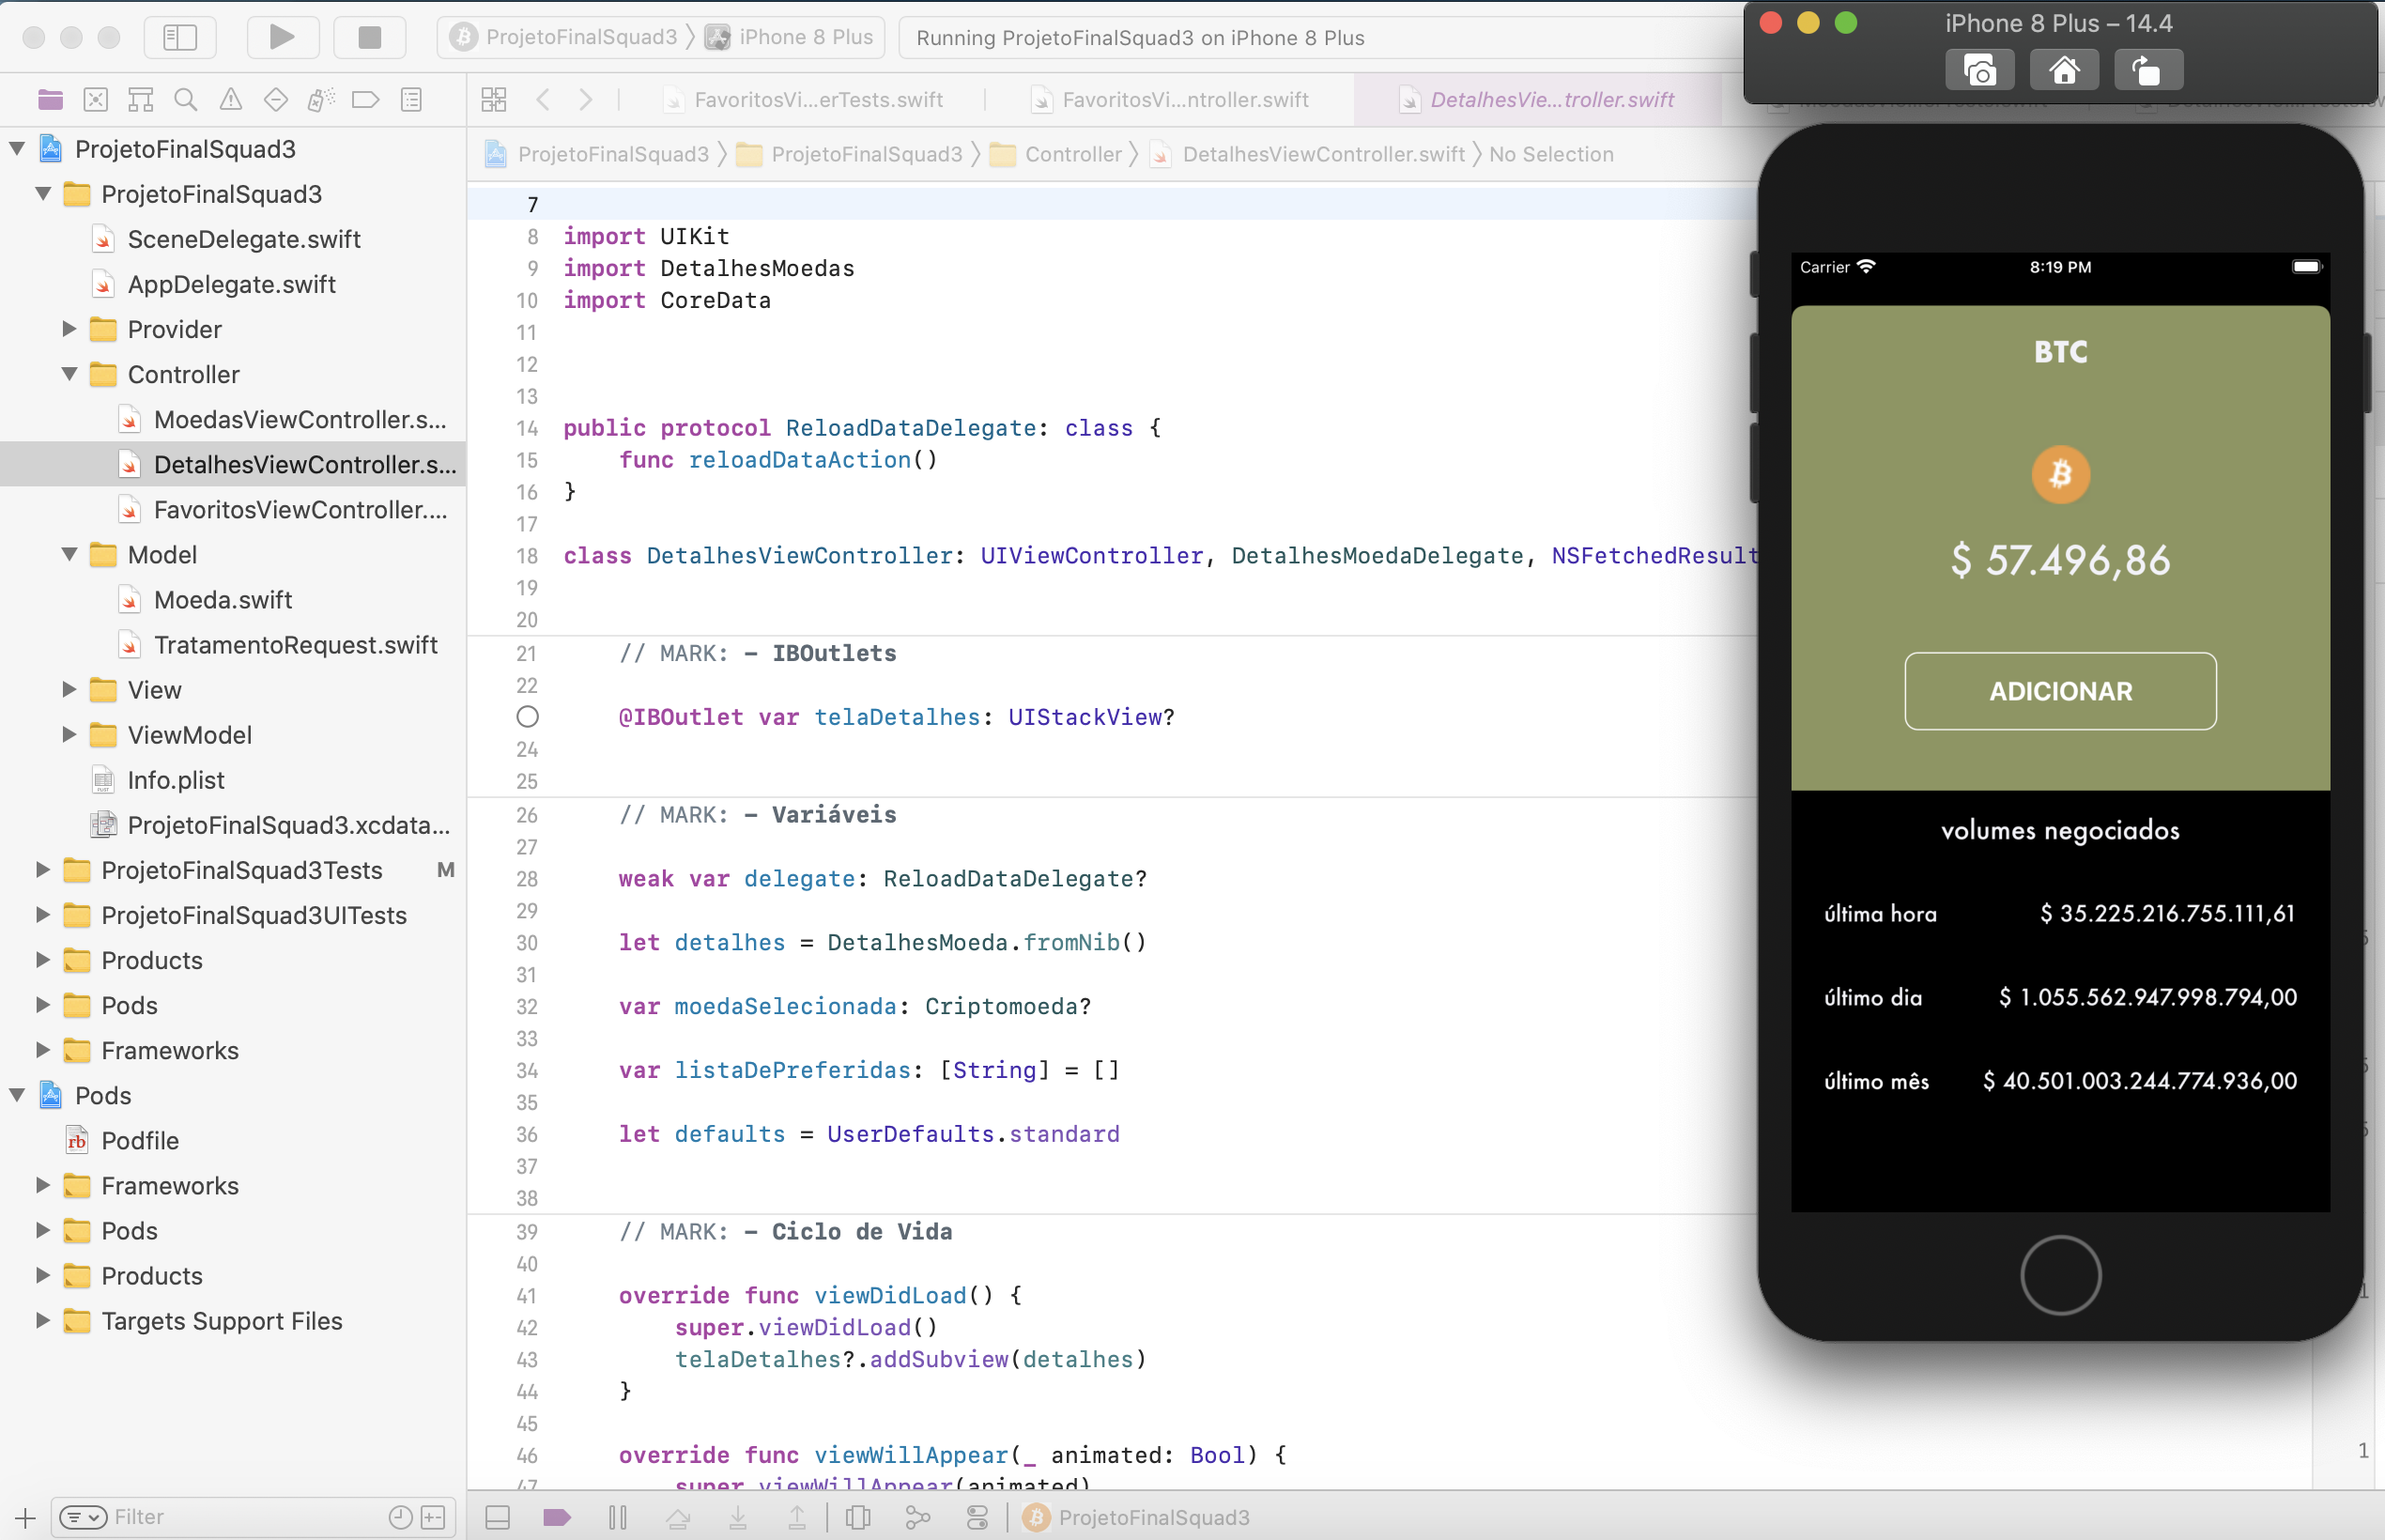 ProjetoFinalSquad3 iPhone 8 Plus
Running ProjetoFinalSquad3 on iPhone 8 Plus
iPhone 8 Plus – 14.4
FavoritosVi...erTests.swift
FavoritosVi...ntroller.swift
DetalhesVie...troller.swift
ProjetoFinalSquad3 ProjetoFinalSquad3 Controller DetalhesViewController.swift No Selection
ProjetoFinalSquad3
ProjetoFinalSquad3
SceneDelegate.swift
AppDelegate.swift
Provider
Controller
MoedasViewController.s...
DetalhesViewController.s...
FavoritosViewController....
Model
Moeda.swift
TratamentoRequest.swift
View
ViewModel
Info.plist
ProjetoFinalSquad3.xcdata...
ProjetoFinalSquad3Tests M
ProjetoFinalSquad3UITests
Products
Pods
Frameworks
Pods
rb Podfile
Frameworks
Pods
Products
Targets Support Files
Filter
7
8 import UIKit
9 import DetalhesMoedas
10 import CoreData
11
12
13
14 public protocol ReloadDataDelegate: class {
15 func reloadDataAction()
16 }
17
18 class DetalhesViewController: UIViewController, DetalhesMoedaDelegate, NSFetchedResult
19
20
21 // MARK: – IBOutlets
22
@IBOutlet var telaDetalhes: UIStackView?
24
25
26 // MARK: – Variáveis
27
28 weak var delegate: ReloadDataDelegate?
29
30 let detalhes = DetalhesMoeda.fromNib()
31
32 var moedaSelecionada: Criptomoeda?
33
34 var listaDePreferidas: [String] = []
35
36 let defaults = UserDefaults.standard
37
38
39 // MARK: – Ciclo de Vida
40
41 override func viewDidLoad() {
42 super.viewDidLoad()
43 telaDetalhes?.addSubview(detalhes)
44 }
45
46 override func viewWillAppear(_ animated: Bool) {
47 super.viewWillAppear(animated)
ProjetoFinalSquad3
Carrier 8:19 PM
BTC
$ 57.496,86
ADICIONAR
volumes negociados
última hora $ 35.225.216.755.111,61
último dia $ 1.055.562.947.998.794,00
último mês $ 40.501.003.244.774.936,00
1